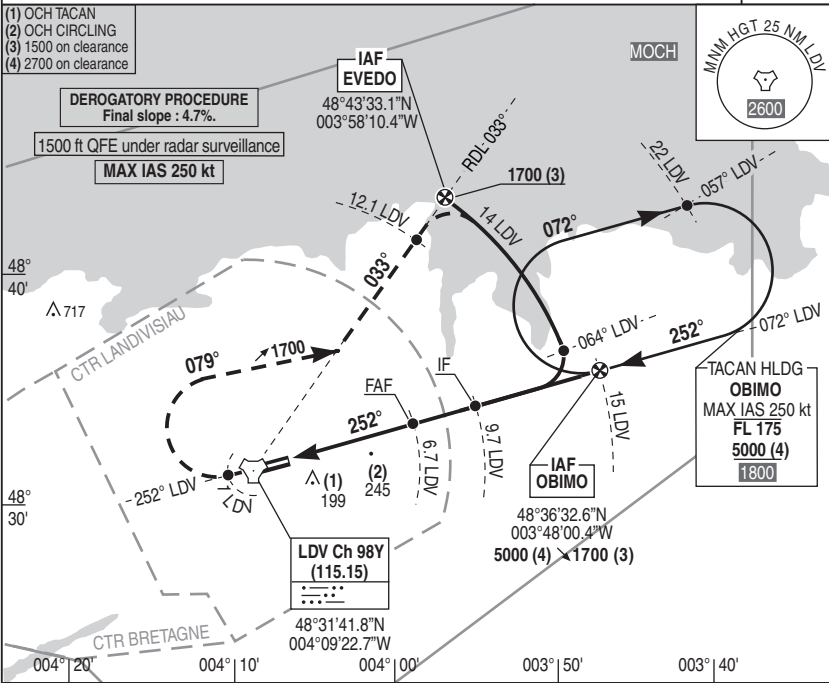 (1) OCH TACAN
(2) OCH CIRCLING
(3) 1500 on clearance
(4) 2700 on clearance
DEROGATORY PROCEDURE
Final slope : 4.7%.
1500 ft QFE under radar surveillance
MAX IAS 250 kt
IAF
EVEDO
48°43'33.1"N
003°58'10.4"W
MOCH
MNM HGT 25 NM LDV
2600
RDL 033°
1700 (3)
12.1 LDV
14 LDV
22 LDV
057° LDV
072°
033°
48°
40'
717
CTR LANDIVISIAU
079°
1700
064° LDV
252°
072° LDV
IF
FAF
252°
15 LDV
9.7 LDV
6.7 LDV
TACAN HLDG
OBIMO
MAX IAS 250 kt
FL 175
5000 (4)
1800
252° LDV
1 LDV
(1)
199
(2)
245
IAF
OBIMO
48°36'32.6"N
003°48'00.4"W
5000 (4) ↘ 1700 (3)
48°
30'
LDV Ch 98Y
(115.15)
48°31'41.8"N
004°09'22.7"W
CTR BRETAGNE
004° 20'
004° 10'
004° 00'
003° 50'
003° 40'